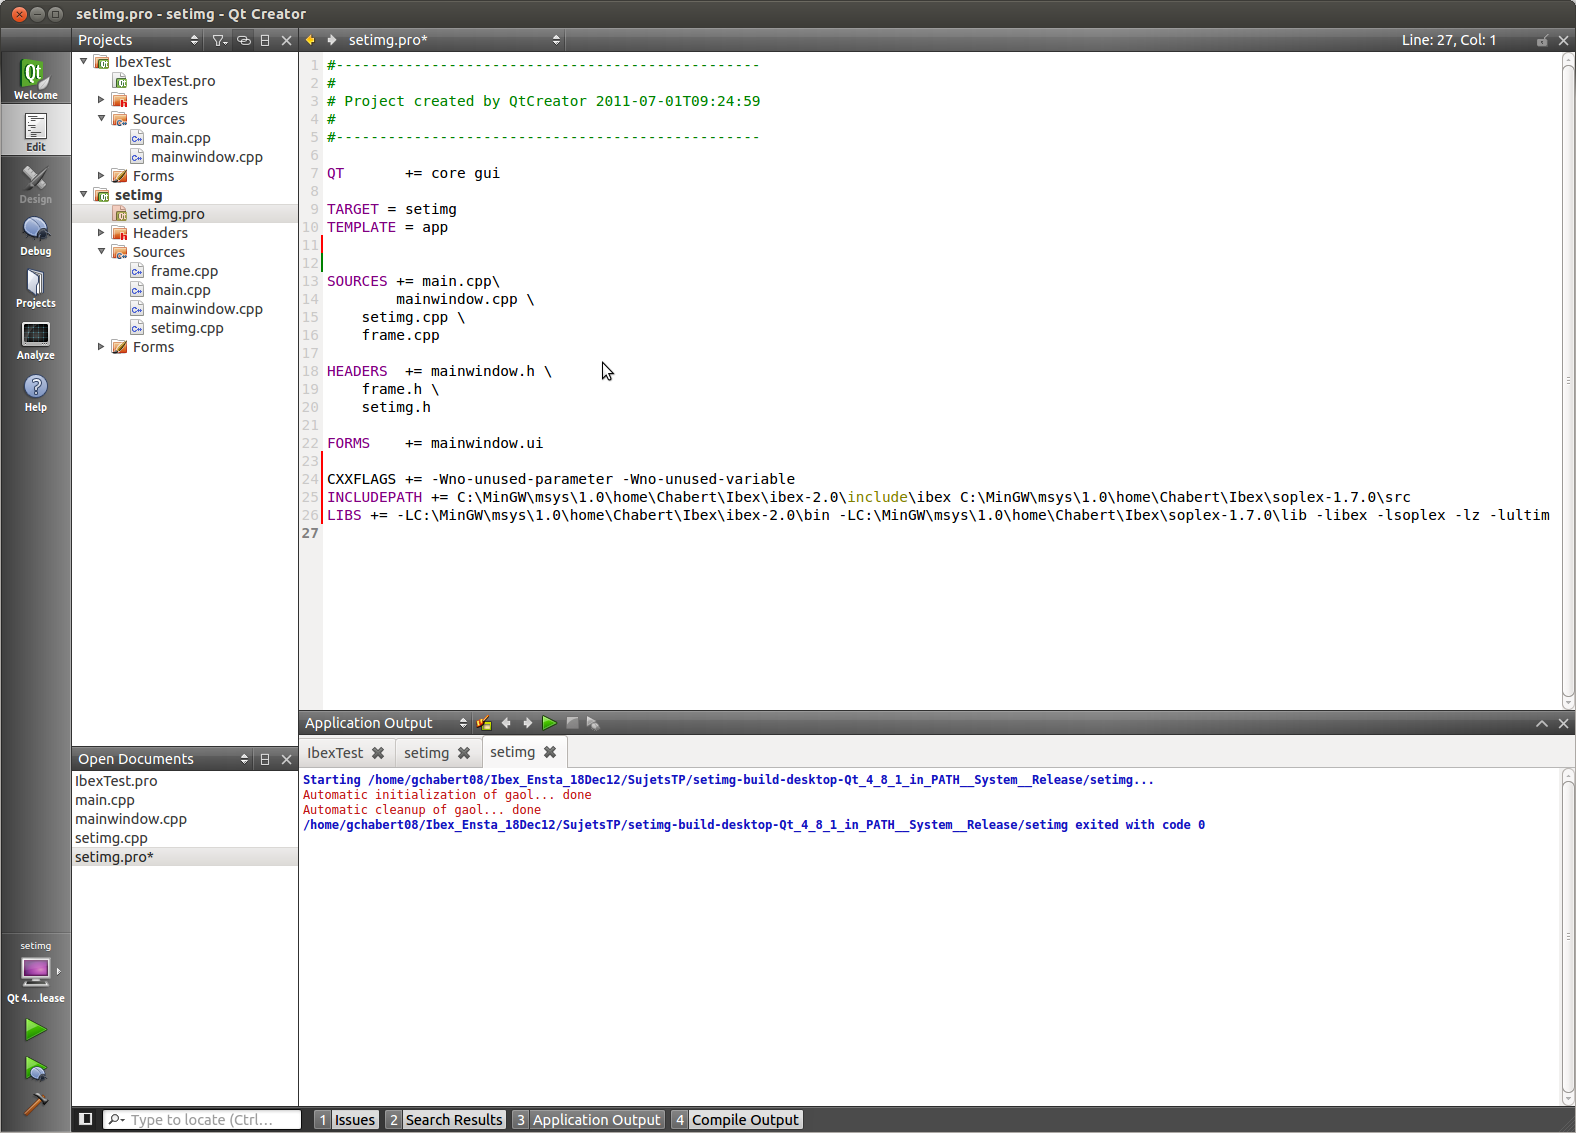 setimg.pro - setimg - Qt Creator
Projects
setimg.pro*
Line: 27, Col: 1
Welcome
Edit
Design
Debug
Projects
Analyze
Help
IbexTest
IbexTest.pro
Headers
Sources
main.cpp
mainwindow.cpp
Forms
setimg
setimg.pro
Headers
Sources
frame.cpp
main.cpp
mainwindow.cpp
setimg.cpp
Forms
1 #-------------------------------------------------
2 #
3 # Project created by QtCreator 2011-07-01T09:24:59
4 #
5 #-------------------------------------------------
6
7 QT       += core gui
8
9 TARGET = setimg
10 TEMPLATE = app
11
12
13 SOURCES += main.cpp\
14         mainwindow.cpp \
15     setimg.cpp \
16     frame.cpp
17
18 HEADERS  += mainwindow.h \
19     frame.h \
20     setimg.h
21
22 FORMS    += mainwindow.ui
23
24 CXXFLAGS += -Wno-unused-parameter -Wno-unused-variable
25 INCLUDEPATH += C:\MinGW\msys\1.0\home\Chabert\Ibex\ibex-2.0\include\ibex C:\MinGW\msys\1.0\home\Chabert\Ibex\soplex-1.7.0\src
26 LIBS += -LC:\MinGW\msys\1.0\home\Chabert\Ibex\ibex-2.0\bin -LC:\MinGW\msys\1.0\home\Chabert\Ibex\soplex-1.7.0\lib -libex -lsoplex -lz -lultim
27
Open Documents
IbexTest.pro
main.cpp
mainwindow.cpp
setimg.cpp
setimg.pro*
Application Output
IbexTest
setimg
setimg
Starting /home/gchabert08/Ibex_Ensta_18Dec12/SujetsTP/setimg-build-desktop-Qt_4_8_1_in_PATH__System__Release/setimg...
Automatic initialization of gaol... done
Automatic cleanup of gaol... done
/home/gchabert08/Ibex_Ensta_18Dec12/SujetsTP/setimg-build-desktop-Qt_4_8_1_in_PATH__System__Release/setimg exited with code 0
setimg
Qt 4....lease
Type to locate (Ctrl...
1 Issues
2 Search Results
3 Application Output
4 Compile Output